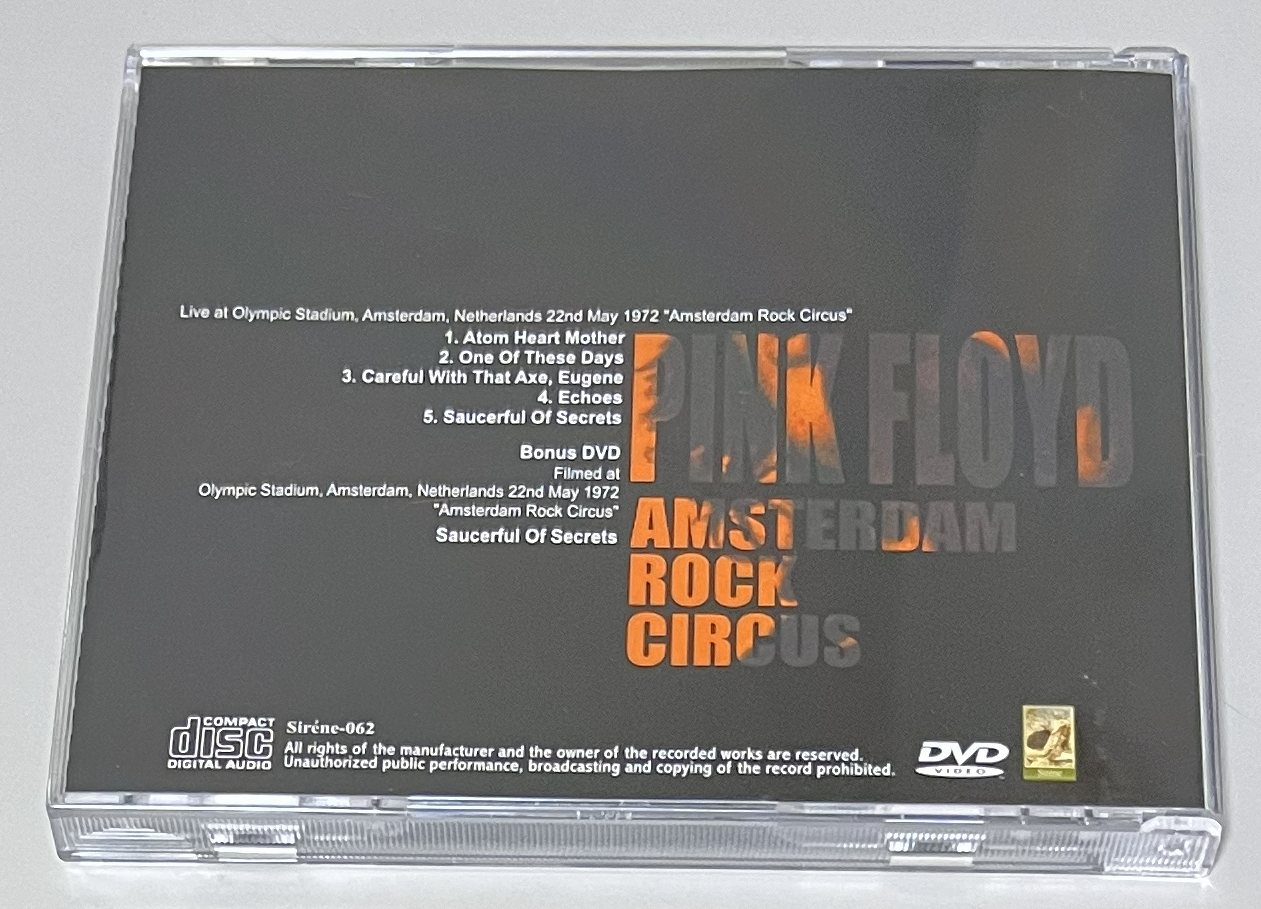 Live at Olympic Stadium, Amsterdam, Netherlands 22nd May 1972 "Amsterdam Rock Circus"
1. Atom Heart Mother
2. One Of These Days
3. Careful With That Axe, Eugene
4. Echoes
5. Saucerful Of Secrets
Bonus DVD
Filmed at
Olympic Stadium, Amsterdam, Netherlands 22nd May 1972
"Amsterdam Rock Circus"
Saucerful Of Secrets
PINK FLOYD
AMSTERDAM
ROCK
CIRCUS
COMPACT
disc
DIGITAL AUDIO
Siréne-062
All rights of the manufacturer and the owner of the recorded works are reserved.
Unauthorized public performance, broadcasting and copying of the record prohibited.
DVD
VIDEO
Siréne